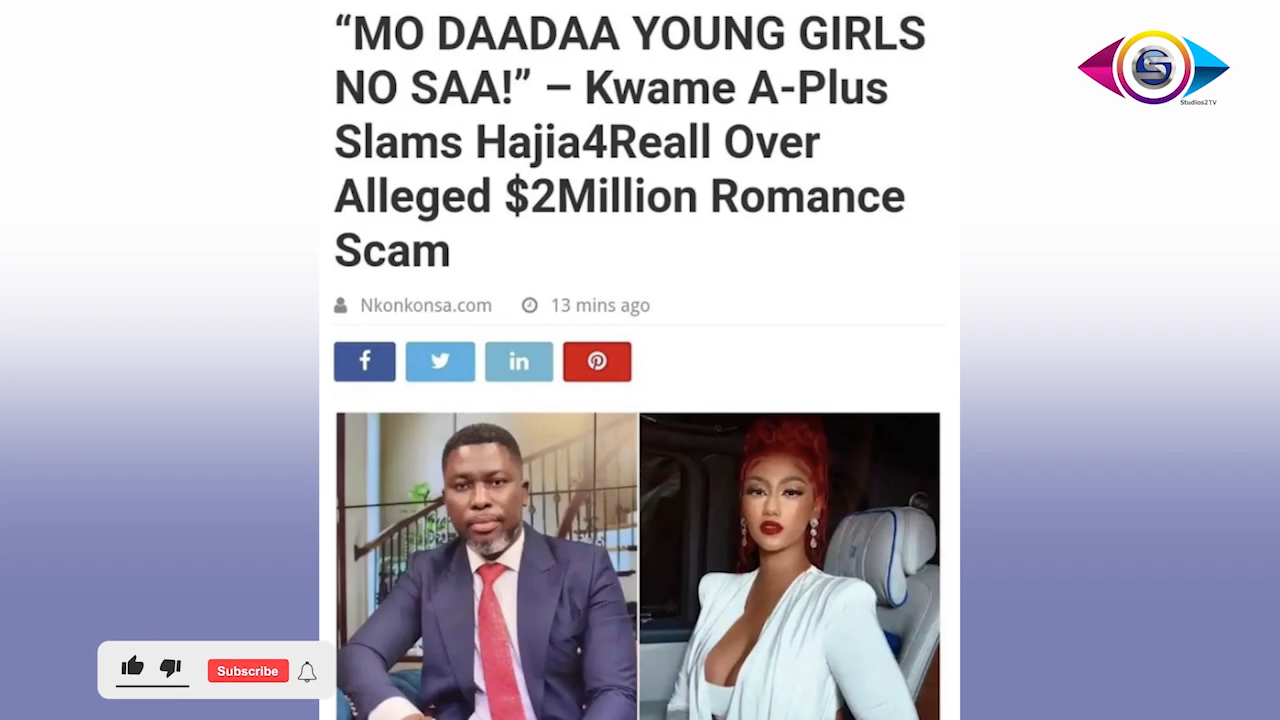 “MO DAADAA YOUNG GIRLS
NO SAA!” – Kwame A-Plus
Slams Hajia4Reall Over
Alleged $2Million Romance
Scam
Nkonkonsa.com 13 mins ago
f in
S
Studios2TV
Subscribe